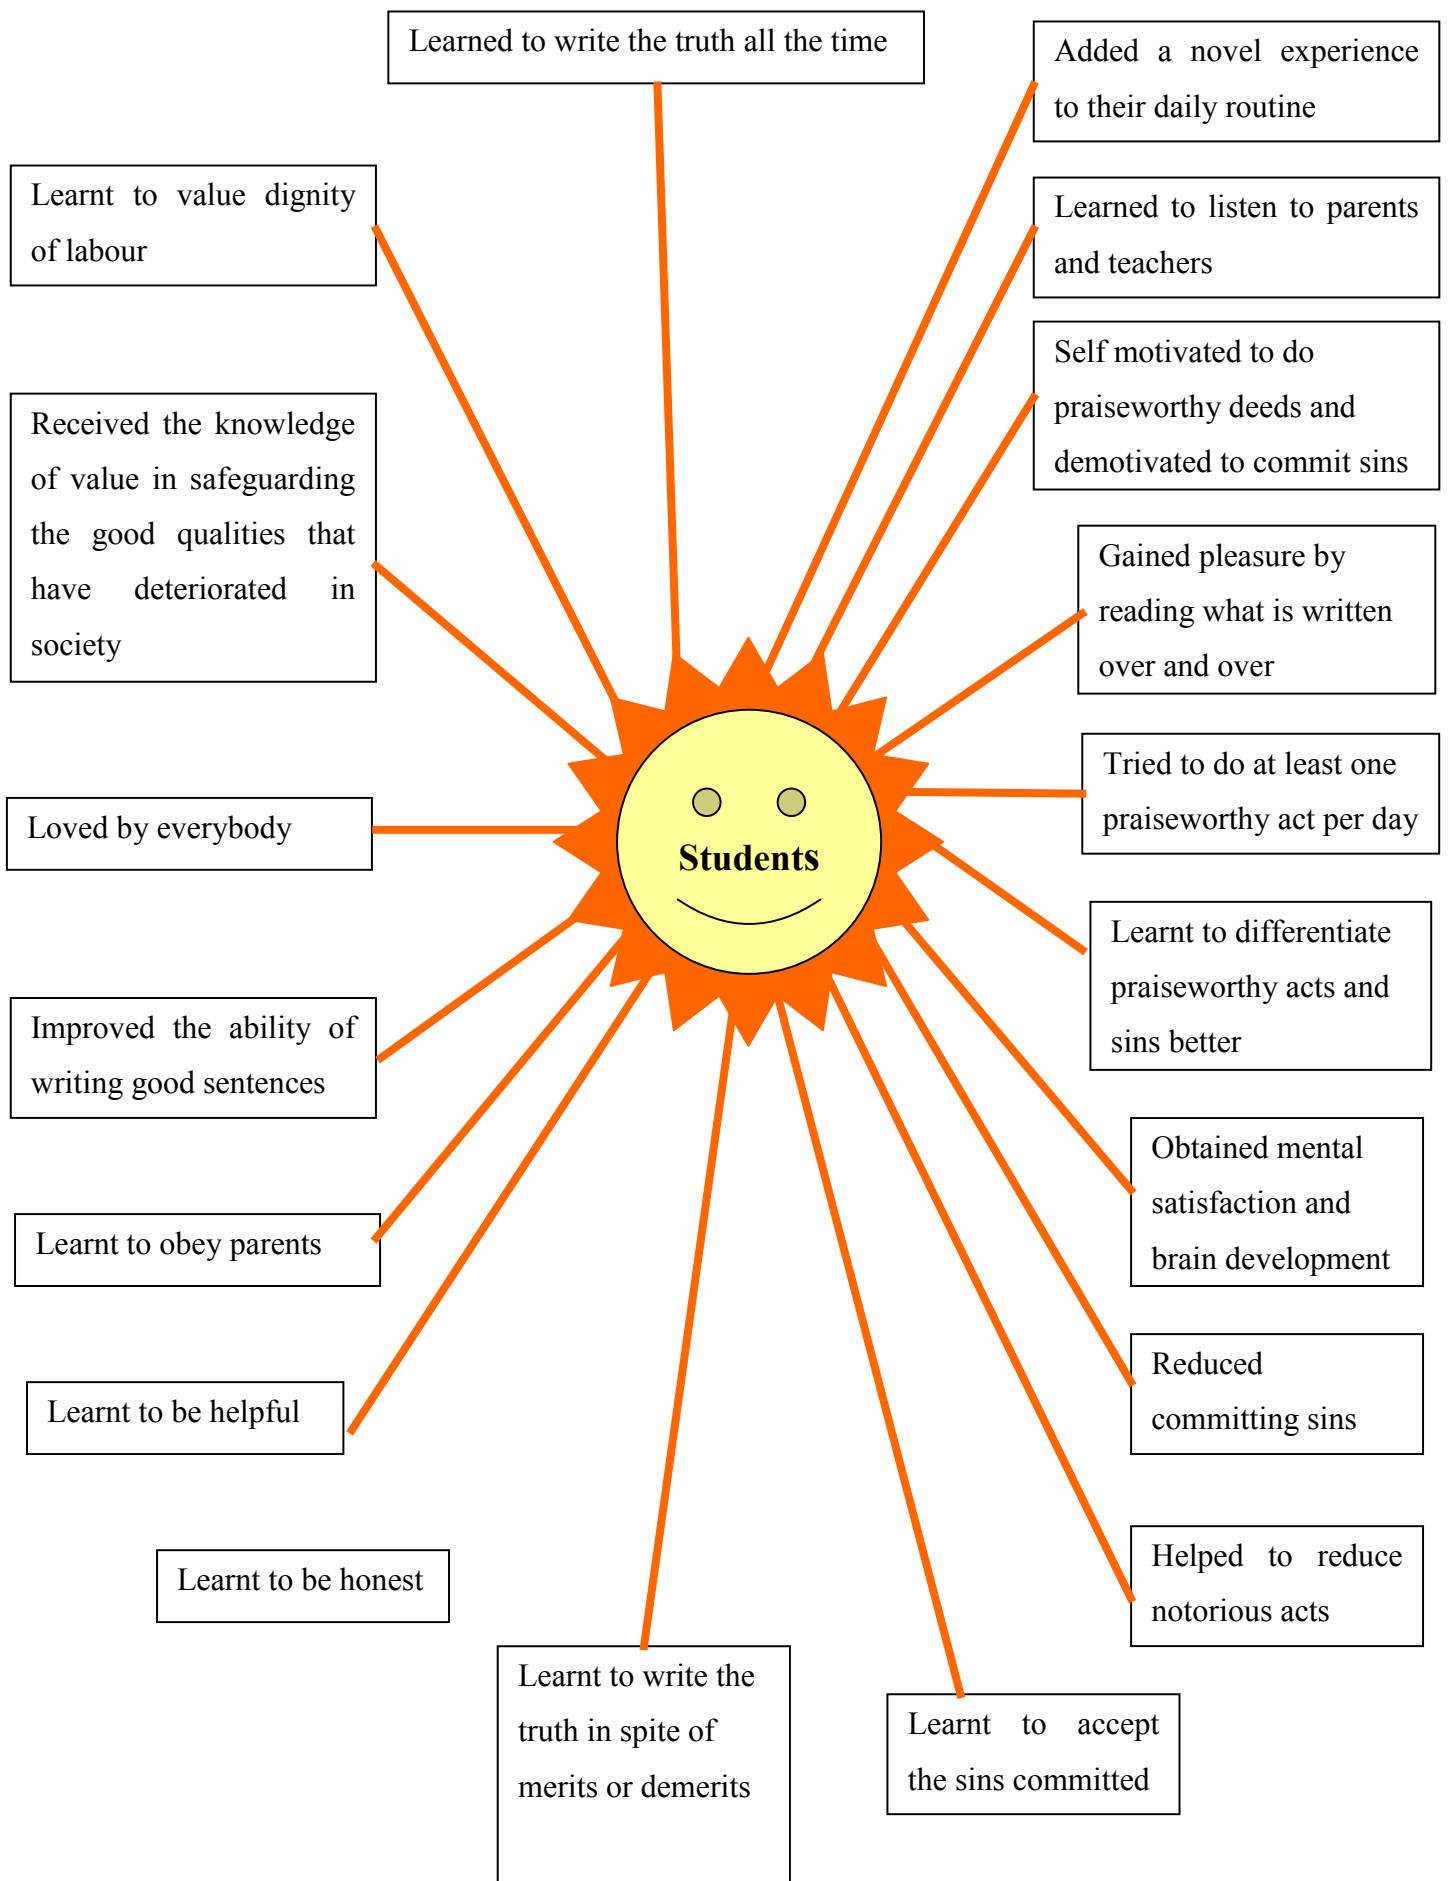 Learned to write the truth all the time
Added a novel experience
to their daily routine
Learnt to value dignity
of labour
Learned to listen to parents
and teachers
Self motivated to do
praiseworthy deeds and
demotivated to commit sins
Received the knowledge
of value in safeguarding
the good qualities that
have deteriorated in
society
Gained pleasure by
reading what is written
over and over
Tried to do at least one
praiseworthy act per day
Loved by everybody
Students
Learnt to differentiate
praiseworthy acts and
sins better
Improved the ability of
writing good sentences
Obtained mental
satisfaction and
brain development
Learnt to obey parents
Reduced
committing sins
Learnt to be helpful
Helped to reduce
notorious acts
Learnt to be honest
Learnt to write the
truth in spite of
merits or demerits
Learnt to accept
the sins committed